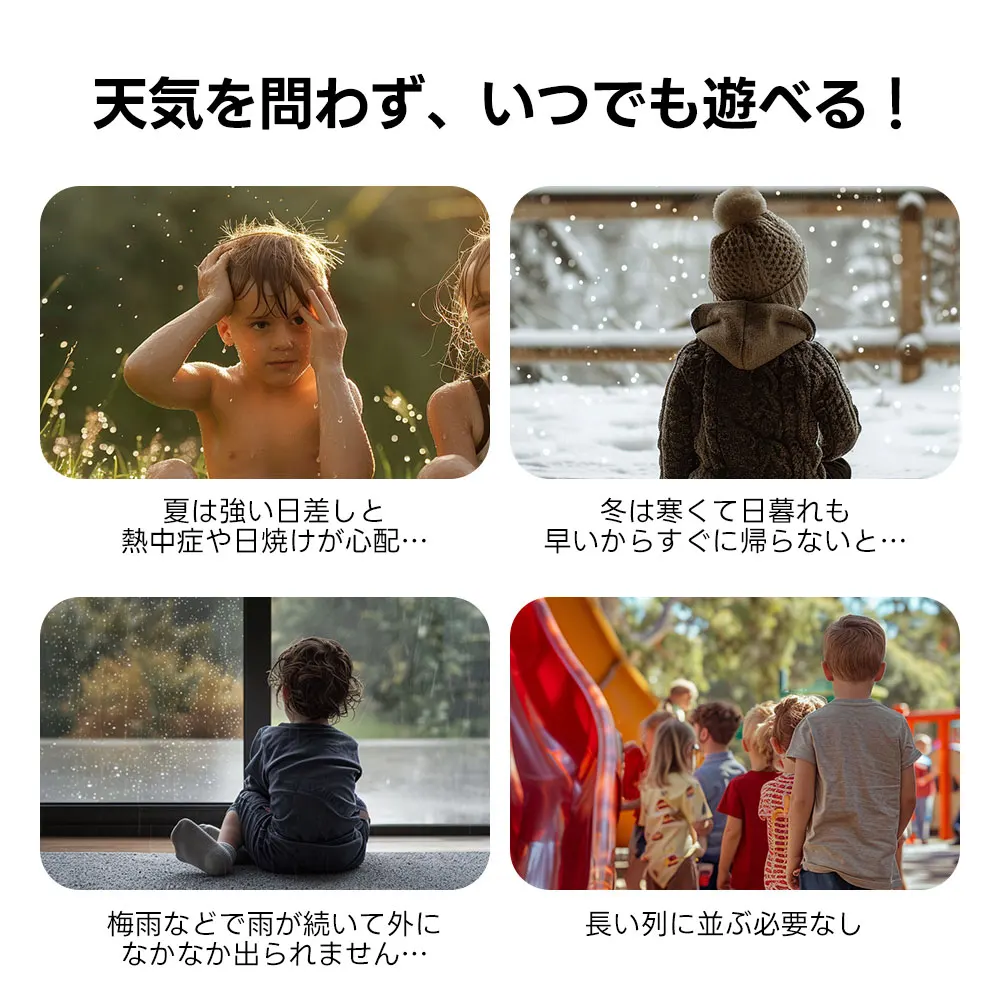 天気を問わず、いつでも遊べる！
夏は強い日差しと
熱中症や日焼けが心配…
冬は寒くて日暮れも
早いからすぐに帰らないと…
梅雨などで雨が続いて外に
なかなか出られません…
長い列に並ぶ必要なし